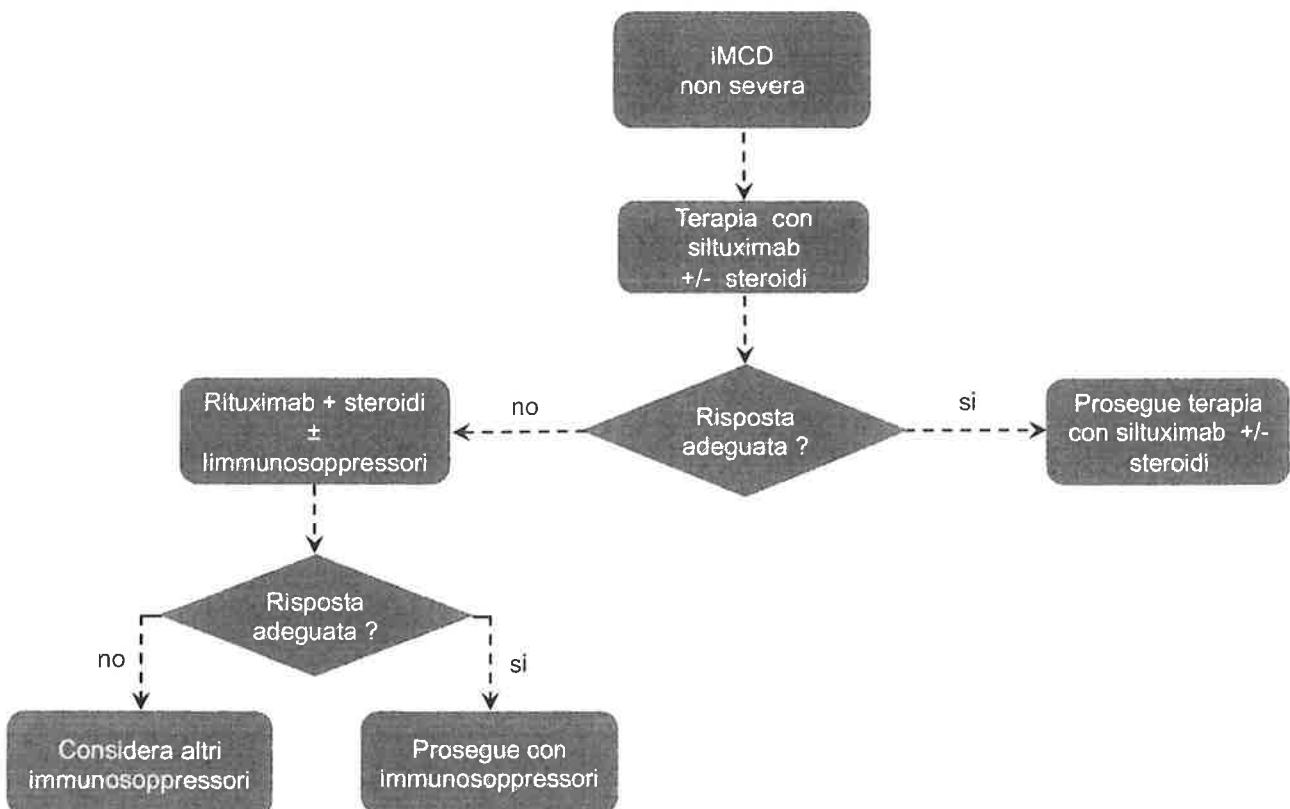 iMCD
non severa
Terapia con
siltuximab
+/- steroidi
Risposta
adeguata ?
no
si
Rituximab + steroidi
±
Iimmunosoppressori
Prosegue terapia
con siltuximab +/-
steroidi
Risposta
adeguata ?
no
si
Considera altri
immunosoppressori
Prosegue con
immunosoppressori